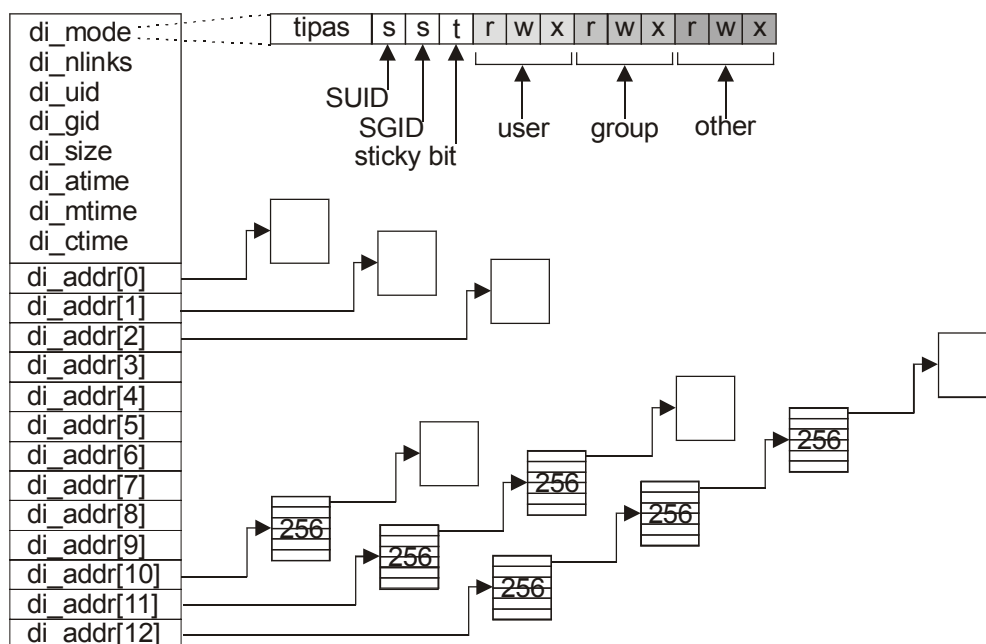 di_mode
di_nlinks
di_uid
di_gid
di_size
di_atime
di_mtime
di_ctime
di_addr[0]
di_addr[1]
di_addr[2]
di_addr[3]
di_addr[4]
di_addr[5]
di_addr[6]
di_addr[7]
di_addr[8]
di_addr[9]
di_addr[10]
di_addr[11]
di_addr[12]
tipas s s t r w x r w x r w x
SUID
SGID
sticky bit
user group other
256
256
256
256
256
256